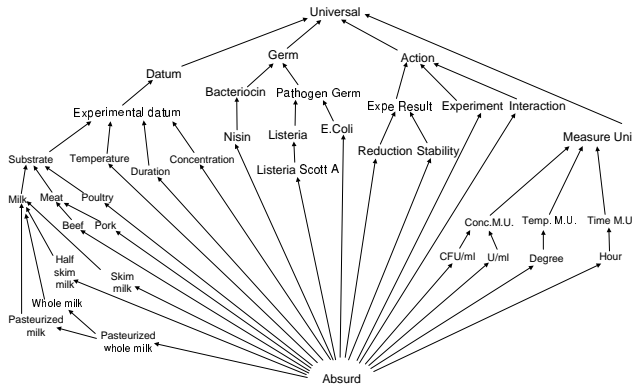 Universal
Germ
Action
Datum
Bacteriocin
Pathogen Germ
Experimental datum
Expe Result
Experiment
Interaction
Nisin
Listeria
E.Coli
Measure Uni
Substrate
Temperature
Duration
Concentration
Reduction
Stability
Listeria Scott A
Milk
Meat
Poultry
Beef
Pork
Conc.M.U.
Temp. M.U.
Time M.U
Half
skim
milk
Skim
milk
CFU/ml
U/ml
Degree
Hour
Whole milk
Pasteurized
milk
Pasteurized
whole milk
Absurd